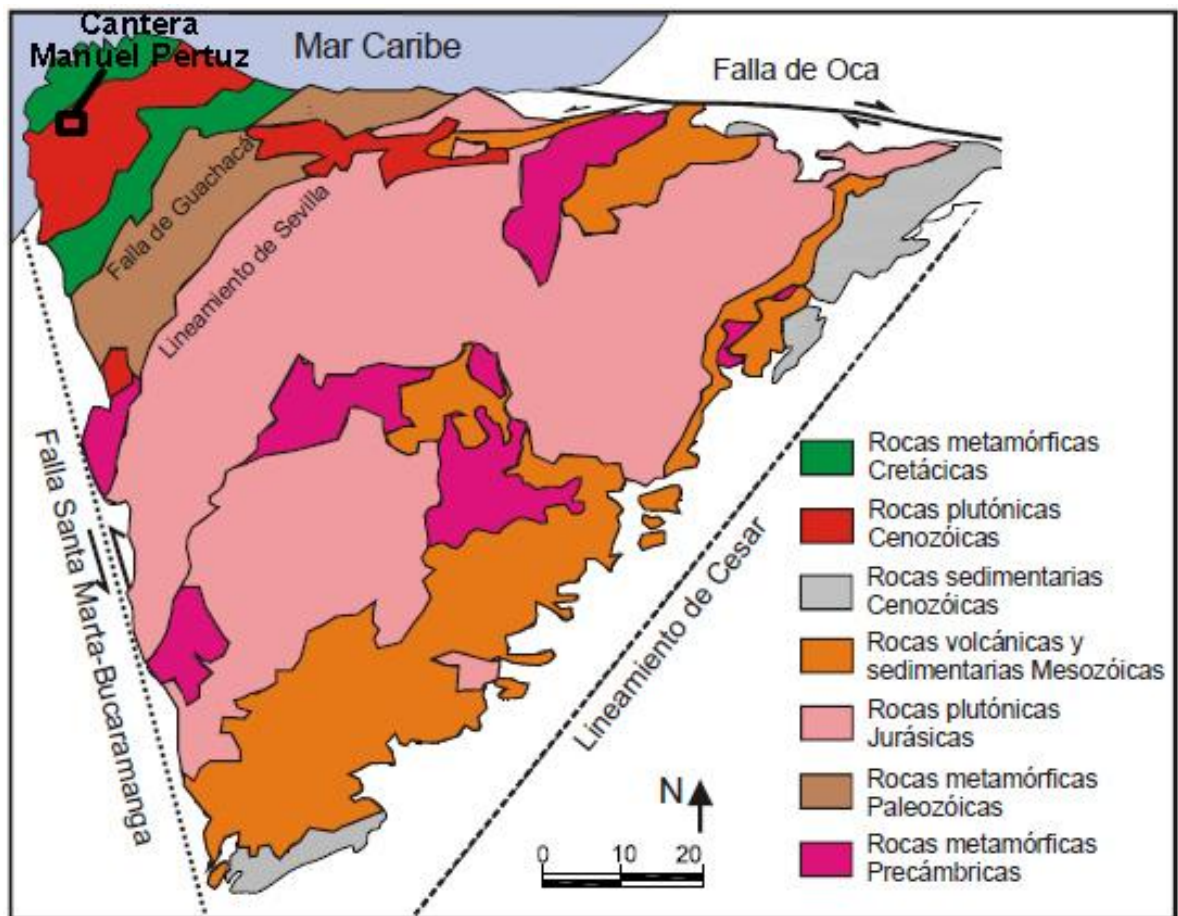 Cantera
Manuel Pertuz
Mar Caribe
Falla de Oca
Falla de Guachacá
Lineamiento de Sevilla
Falla Santa Marta-Bucaramanga
Lineamiento de Cesar
Rocas metamórficas
Cretácicas
Rocas plutónicas
Cenozóicas
Rocas sedimentarias
Cenozóicas
Rocas volcánicas y
sedimentarias Mesozóicas
Rocas plutónicas
Jurásicas
Rocas metamórficas
Paleozóicas
Rocas metamórficas
Precámbricas
N
0 10 20